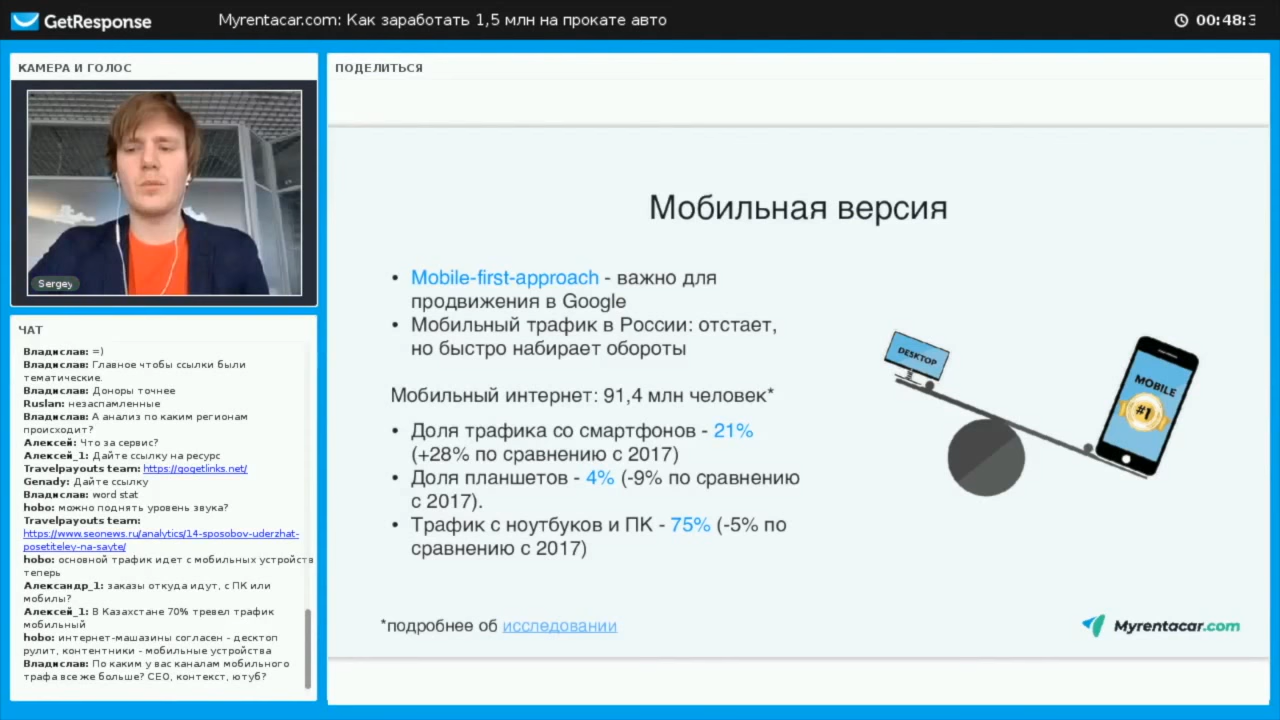 GetResponse
Myrentacar.com: Как заработать 1,5 млн на прокате авто
00:48:3
КАМЕРА И ГОЛОС
Sergey
ЧАТ
Владислав: =)
Владислав: Главное чтобы ссылки были
тематические.
Владислав: Доноры точнее
Ruslan: незаспамленные
Владислав: А анализ по каким регионам
происходит?
Алексей: Что за сервис?
Алексей_1: Дайте ссылку на ресурс
Travelpayouts team: https://gogetlinks.net/
Genady: Дайте ссылку
Владислав: word stat
hobo: можно поднять уровень звука?
Travelpayouts team:
https://www.seonews.ru/analytics/14-sposobov-uderzhat-
posetiteley-na-sayte/
hobo: основной трафик идет с мобильных устройств
теперь
Александр_1: заказы откуда идут, с ПК или
мобилы?
Алексей_1: В Казахстане 70% тревел трафик
мобильный
hobo: интернет-машазины согласен - десктоп
рулит, контентники - мобильные устройства
Владислав: По каким у вас каналам мобильного
трафа все же больше? СЕО, контекст, ютуб?
ПОДЕЛИТЬСЯ
Мобильная версия
• Mobile-first-approach - важно для
продвижения в Google
• Мобильный трафик в России: отстает,
но быстро набирает обороты
Мобильный интернет: 91,4 млн человек*
• Доля трафика со смартфонов - 21%
(+28% по сравнению с 2017)
• Доля планшетов - 4% (-9% по сравнению
с 2017).
• Трафик с ноутбуков и ПК - 75% (-5% по
сравнению с 2017)
DESKTOP
MOBILE
#1
*подробнее об исследовании
Myrentacar.com